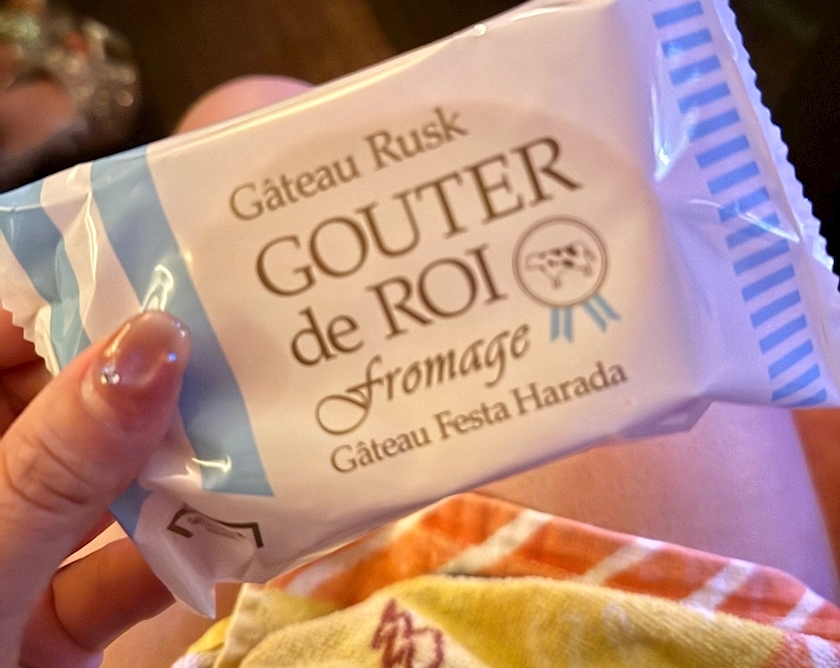 Gâteau Rusk
GOUTER
de ROI
fromage
Gâteau Festa Harada